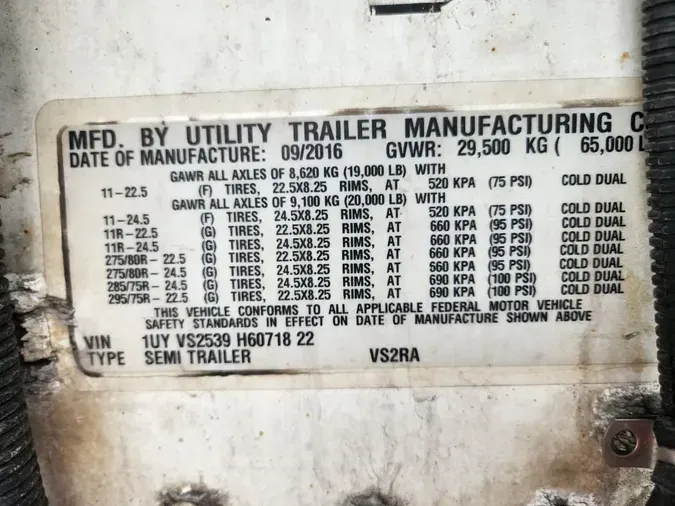 MFD. BY UTILITY TRAILER MANUFACTURING C
DATE OF MANUFACTURE: 09/2016 GVWR: 29,500 KG ( 65,000 L
GAWR ALL AXLES OF 8,620 KG (19,000 LB) WITH
11-22.5 (F) TIRES, 22.5X8.25 RIMS, AT 520 KPA (75 PSI) COLD DUAL
GAWR ALL AXLES OF 9,100 KG (20,000 LB) WITH
11-24.5 (F) TIRES, 24.5X8.25 RIMS, AT 520 KPA (75 PSI) COLD DUAL
11R-22.5 (G) TIRES, 22.5X8.25 RIMS, AT 660 KPA (95 PSI) COLD DUAL
11R-24.5 (G) TIRES, 24.5X8.25 RIMS, AT 660 KPA (95 PSI) COLD DUAL
275/80R-22.5 (G) TIRES, 22.5X8.25 RIMS, AT 660 KPA (95 PSI) COLD DUAL
275/80R-24.5 (G) TIRES, 24.5X8.25 RIMS, AT 660 KPA (95 PSI) COLD DUAL
285/75R-24.5 (G) TIRES, 24.5X8.25 RIMS, AT 690 KPA (100 PSI) COLD DUAL
295/75R-22.5 (G) TIRES, 22.5X8.25 RIMS, AT 690 KPA (100 PSI) COLD DUAL
THIS VEHICLE CONFORMS TO ALL APPLICABLE FEDERAL MOTOR VEHICLE
SAFETY STANDARDS IN EFFECT ON DATE OF MANUFACTURE SHOWN ABOVE
VIN 1UY VS2539 H60718 22
TYPE SEMI TRAILER VS2RA